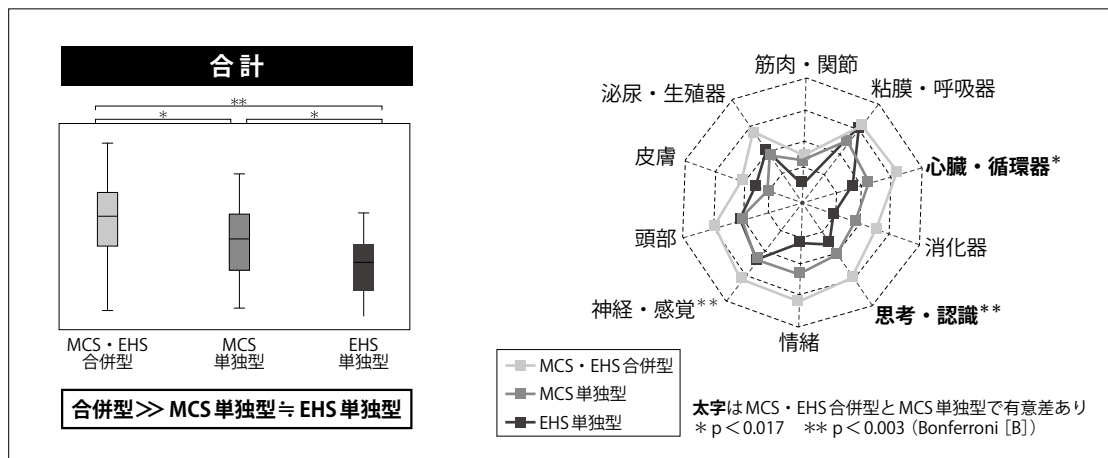 合計
**
* *
MCS・EHS
合併型
MCS
単独型
EHS
単独型
合併型≫MCS単独型≒EHS単独型
筋肉・関節
粘膜・呼吸器
心臓・循環器*
消化器
思考・認識**
情緒
神経・感覚**
頭部
皮膚
泌尿・生殖器
MCS・EHS合併型
MCS単独型
EHS単独型
太字はMCS・EHS合併型とMCS単独型で有意差あり
* p<0.017 ** p<0.003(Bonferroni[B])